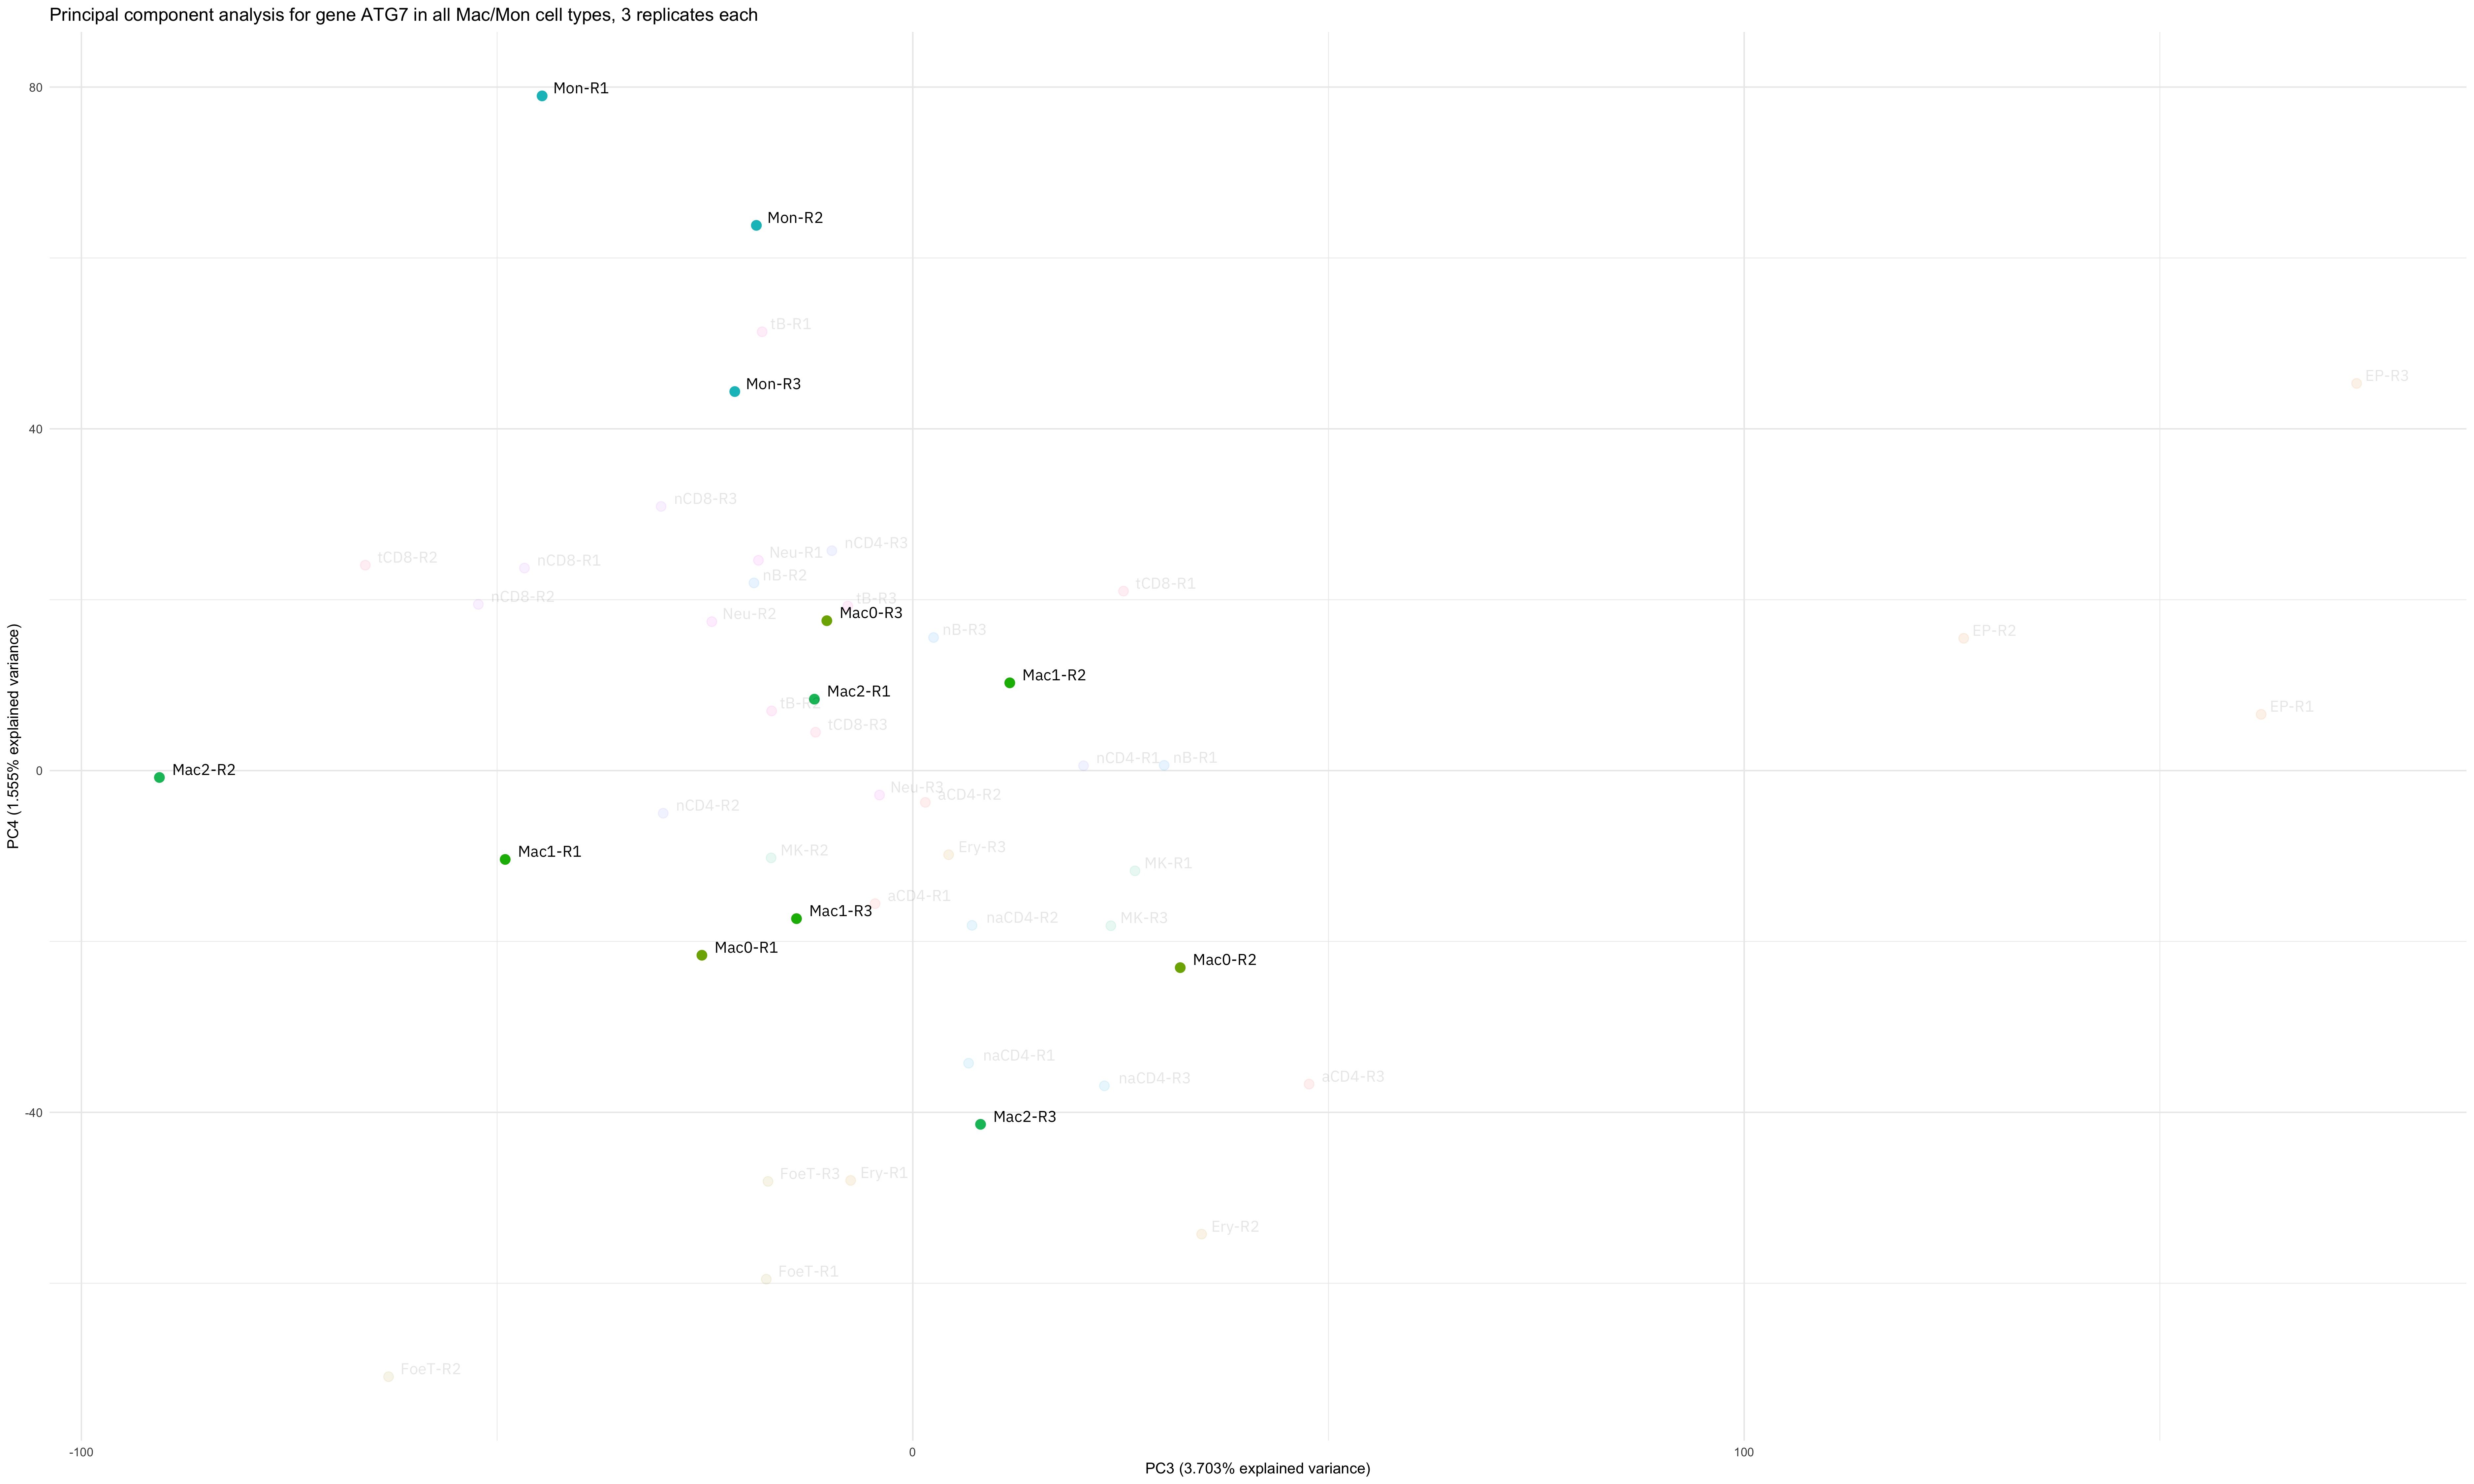 Principal component analysis for gene ATG7 in all Mac/Mon cell types, 3 replicates each
80
Mon-R1
Mon-R2
tB-R1
Mon-R3
EP-R3
40
nCD8-R3
nCD4-R3
Neu-R1
tCD8-R2
nCD8-R1
nB-R2
tCD8-R1
nCD8-R2
tB-R3
Mac0-R3
Neu-R2
nB-R3
EP-R2
Mac1-R2
Mac2-R1
tB-R2
EP-R1
tCD8-R3
nCD4-R1
nB-R1
0
Mac2-R2
Neu-R3
aCD4-R2
nCD4-R2
PC4 (1.555% explained variance)
Mac1-R1
MK-R2
Ery-R3
MK-R1
aCD4-R1
Mac1-R3
naCD4-R2
MK-R3
Mac0-R1
Mac0-R2
naCD4-R1
naCD4-R3
aCD4-R3
-40
Mac2-R3
FoeT-R3
Ery-R1
Ery-R2
FoeT-R1
FoeT-R2
-100
0
100
PC3 (3.703% explained variance)